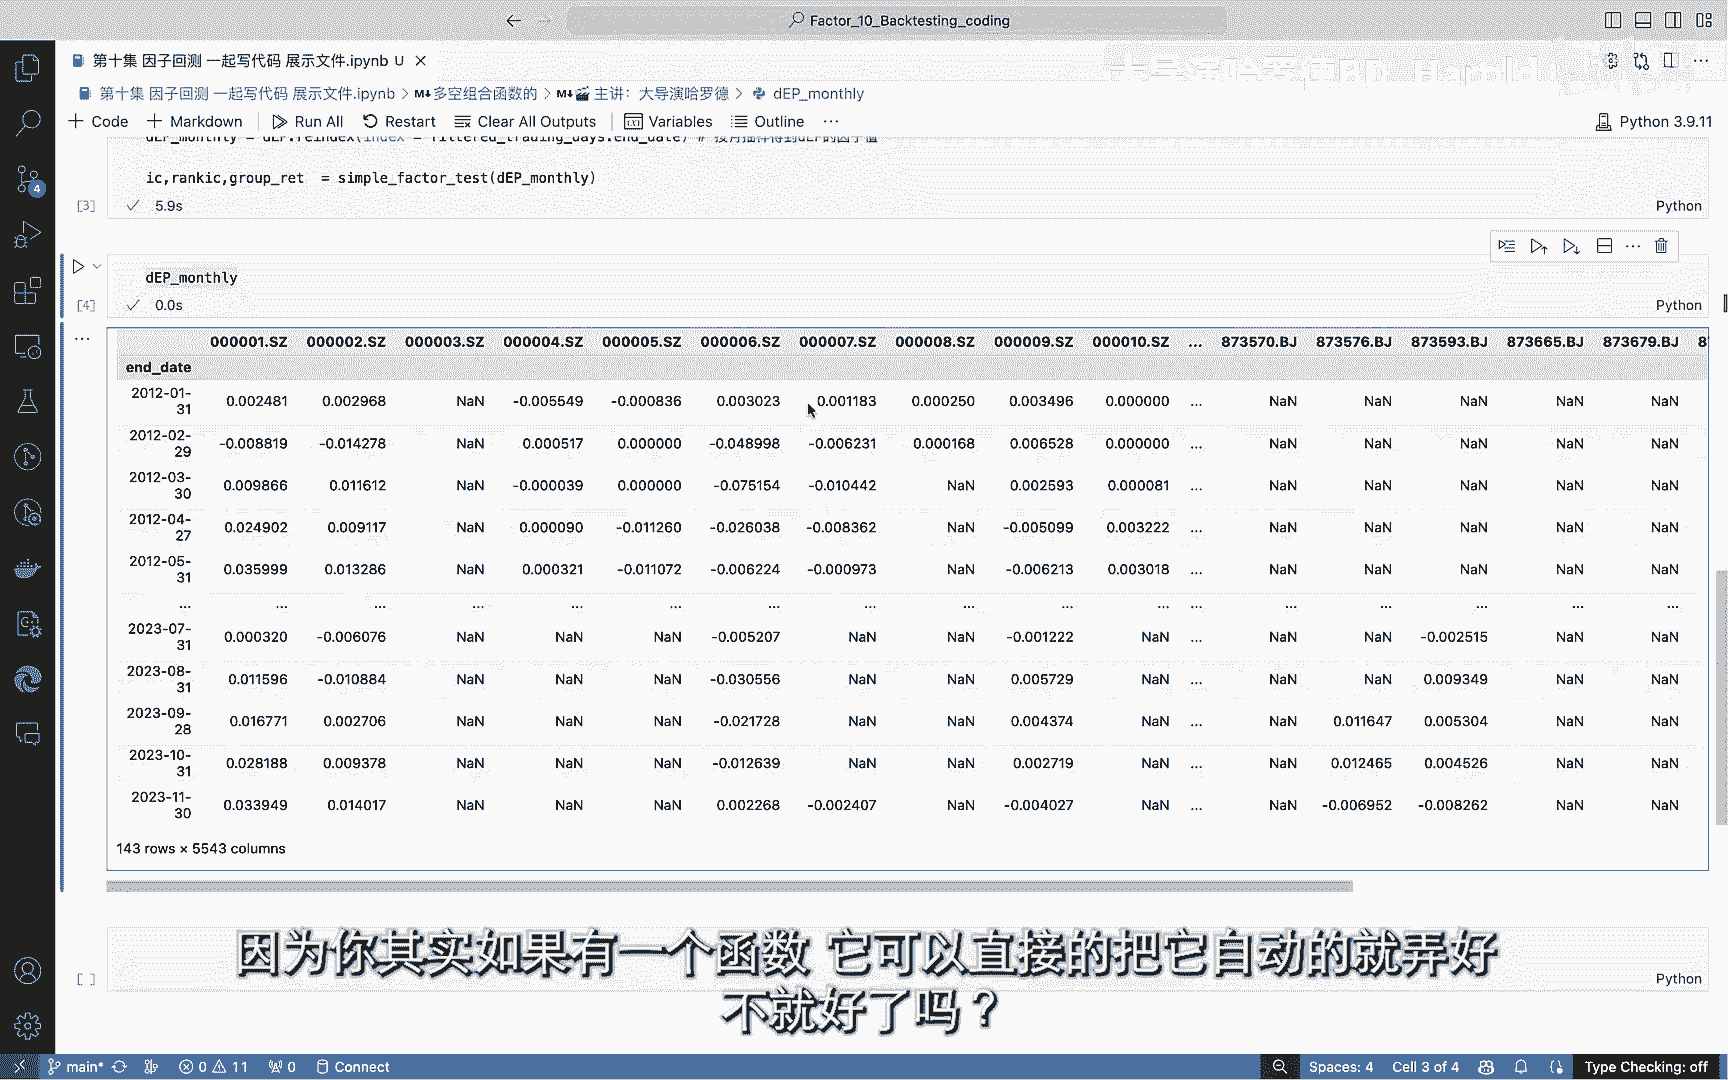 Factor_10_Backtesting_coding
第十集 因子回测 一起写代码 展示文件.ipynb U
第十集 因子回测 一起写代码 展示文件.ipynb > M↓多空组合函数的 > M↓🎬 主讲：大导演哈罗德 > dEP_monthly
+ Code + Markdown Run All Restart Clear All Outputs Variables Outline ... Python 3.9.11
dEP_monthly = dEP.reindex(index = filtered_trading_days.end_date) # 按月抽样得到dEP的因子值
ic,rankic,group_ret = simple_factor_test(dEP_monthly)
[3] ✓ 5.9s Python
dEP_monthly
[4] ✓ 0.0s Python
000001.SZ 000002.SZ 000003.SZ 000004.SZ 000005.SZ 000006.SZ 000007.SZ 000008.SZ 000009.SZ 000010.SZ ... 873570.BJ 873576.BJ 873593.BJ 873665.BJ 873679.BJ 8
end_date
2012-01-31 0.002481 0.002968 NaN -0.005549 -0.000836 0.003023 0.001183 0.000250 0.003496 0.000000 ... NaN NaN NaN NaN NaN
2012-02-29 -0.008819 -0.014278 NaN 0.000517 0.000000 -0.048998 -0.006231 0.000168 0.006528 0.000000 ... NaN NaN NaN NaN NaN
2012-03-30 0.009866 0.011612 NaN -0.000039 0.000000 -0.075154 -0.010442 NaN 0.002593 0.000081 ... NaN NaN NaN NaN NaN
2012-04-27 0.024902 0.009117 NaN 0.000090 -0.011260 -0.026038 -0.008362 NaN -0.005099 0.003222 ... NaN NaN NaN NaN NaN
2012-05-31 0.035999 0.013286 NaN 0.000321 -0.011072 -0.006224 -0.000973 NaN -0.006213 0.003018 ... NaN NaN NaN NaN NaN
... ... ... ... ... ... ... ... ... ... ... ... ... ... ... ... ...
2023-07-31 0.000320 -0.006076 NaN NaN NaN -0.005207 NaN NaN -0.001222 NaN ... NaN NaN -0.002515 NaN NaN
2023-08-31 0.011596 -0.010884 NaN NaN NaN -0.030556 NaN NaN 0.005729 NaN ... NaN NaN 0.009349 NaN NaN
2023-09-28 0.016771 0.002706 NaN NaN NaN -0.021728 NaN NaN 0.004374 NaN ... NaN 0.011647 0.005304 NaN NaN
2023-10-31 0.028188 0.009378 NaN NaN NaN -0.012639 NaN NaN 0.002719 NaN ... NaN 0.012465 0.004526 NaN NaN
2023-11-30 0.033949 0.014017 NaN NaN NaN 0.002268 -0.002407 NaN -0.004027 NaN ... NaN -0.006952 -0.008262 NaN NaN
143 rows × 5543 columns
[ ] Python
因为你其实如果有一个函数 它可以直接的把它自动的就弄好
不就好了吗？
4
main* 0 11 0 Connect Spaces: 4 Cell 3 of 4 Type Checking: off